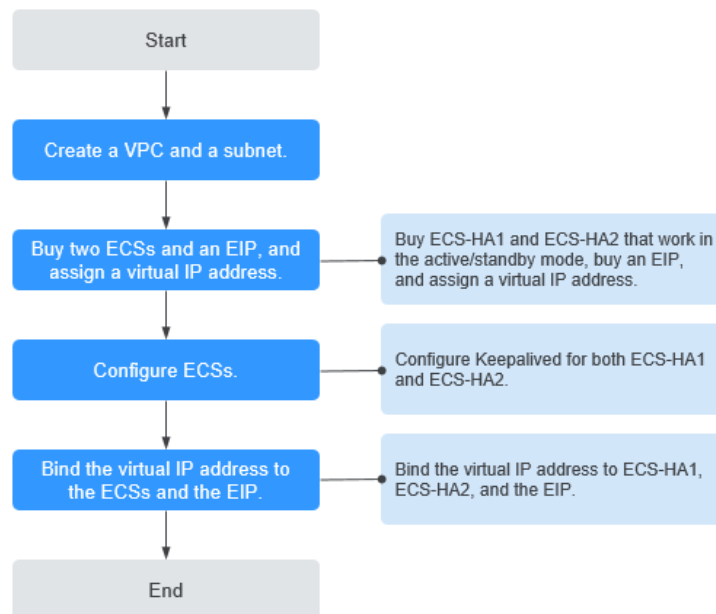 Start
Create a VPC and a subnet.
Buy two ECSs and an EIP, and
assign a virtual IP address.
Buy ECS-HA1 and ECS-HA2 that work in
the active/standby mode, buy an EIP,
and assign a virtual IP address.
Configure ECSs.
Configure Keepalived for both ECS-HA1
and ECS-HA2.
Bind the virtual IP address to
the ECSs and the EIP.
Bind the virtual IP address to ECS-HA1,
ECS-HA2, and the EIP.
End